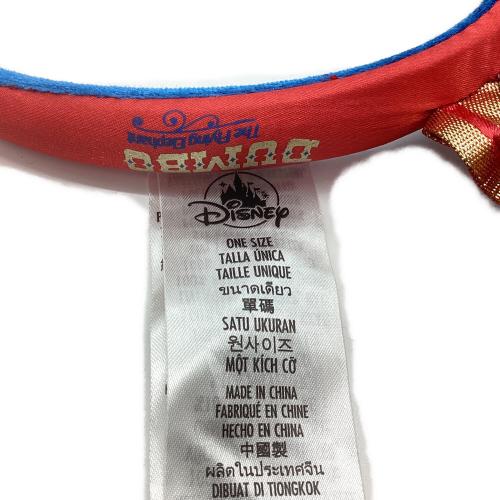 The Flying Elephant
DUMBO
Disney
ONE SIZE
TALLA ÚNICA
TAILLE UNIQUE
ขนาดเดียว
單碼
SATU UKURAN
원사이즈
MỘT KÍCH CỠ
MADE IN CHINA
FABRIQUÉ EN CHINE
HECHO EN CHINA
中國製
ผลิตในประเทศจีน
DIBUAT DI TIONGKOK